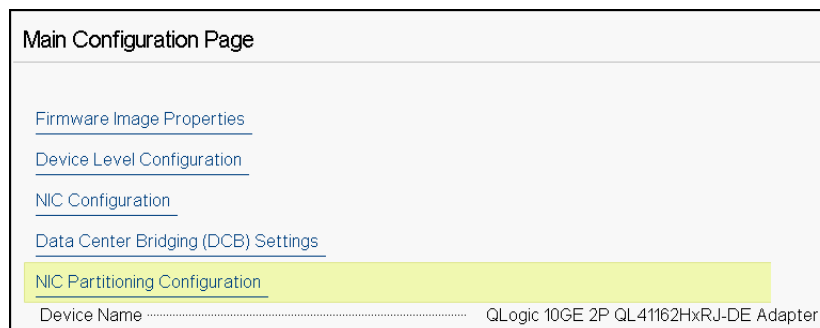 Main Configuration Page
Firmware Image Properties
Device Level Configuration
NIC Configuration
Data Center Bridging (DCB) Settings
NIC Partitioning Configuration
Device Name QLogic 10GE 2P QL41162HxRJ-DE Adapter